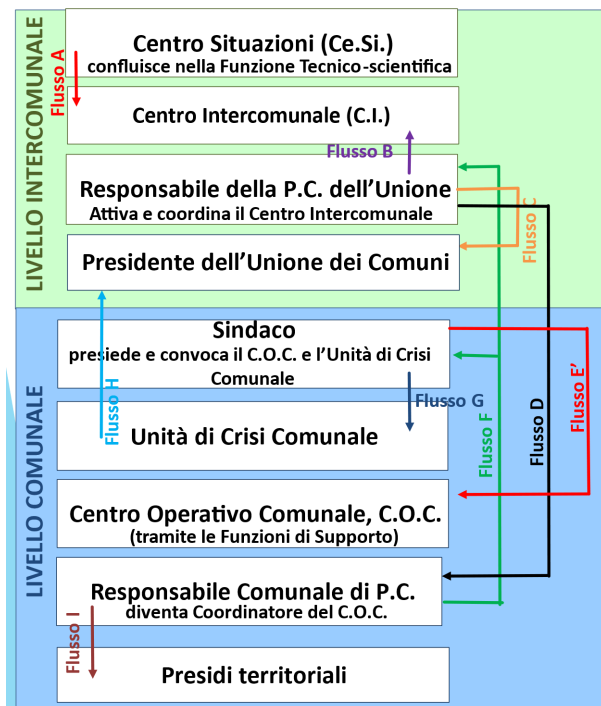 LIVELLO INTERCOMUNALE
Centro Situazioni (Ce.Si.)
confluisce nella Funzione Tecnico-scientifica
Flusso A
Centro Intercomunale (C.I.)
Flusso B
Responsabile della P.C. dell'Unione
Attiva e coordina il Centro Intercomunale
Flusso C
Presidente dell'Unione dei Comuni
LIVELLO COMUNALE
Sindaco
presiede e convoca il C.O.C. e l'Unità di Crisi
Comunale
Flusso H
Flusso G
Flusso F
Flusso D
Flusso E'
Unità di Crisi Comunale
Centro Operativo Comunale, C.O.C.
(tramite le Funzioni di Supporto)
Responsabile Comunale di P.C.
diventa Coordinatore del C.O.C.
Flusso I
Presidi territoriali